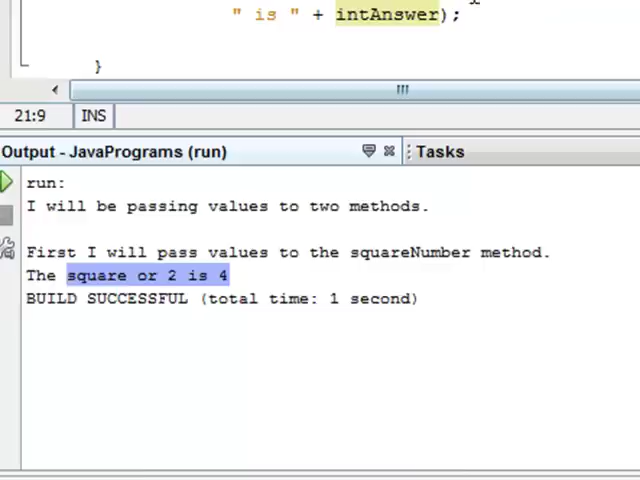 " is " + intAnswer);
}
21:9 INS
Output - JavaPrograms (run) Tasks
run:
I will be passing values to two methods.
First I will pass values to the squareNumber method.
The square or 2 is 4
BUILD SUCCESSFUL (total time: 1 second)